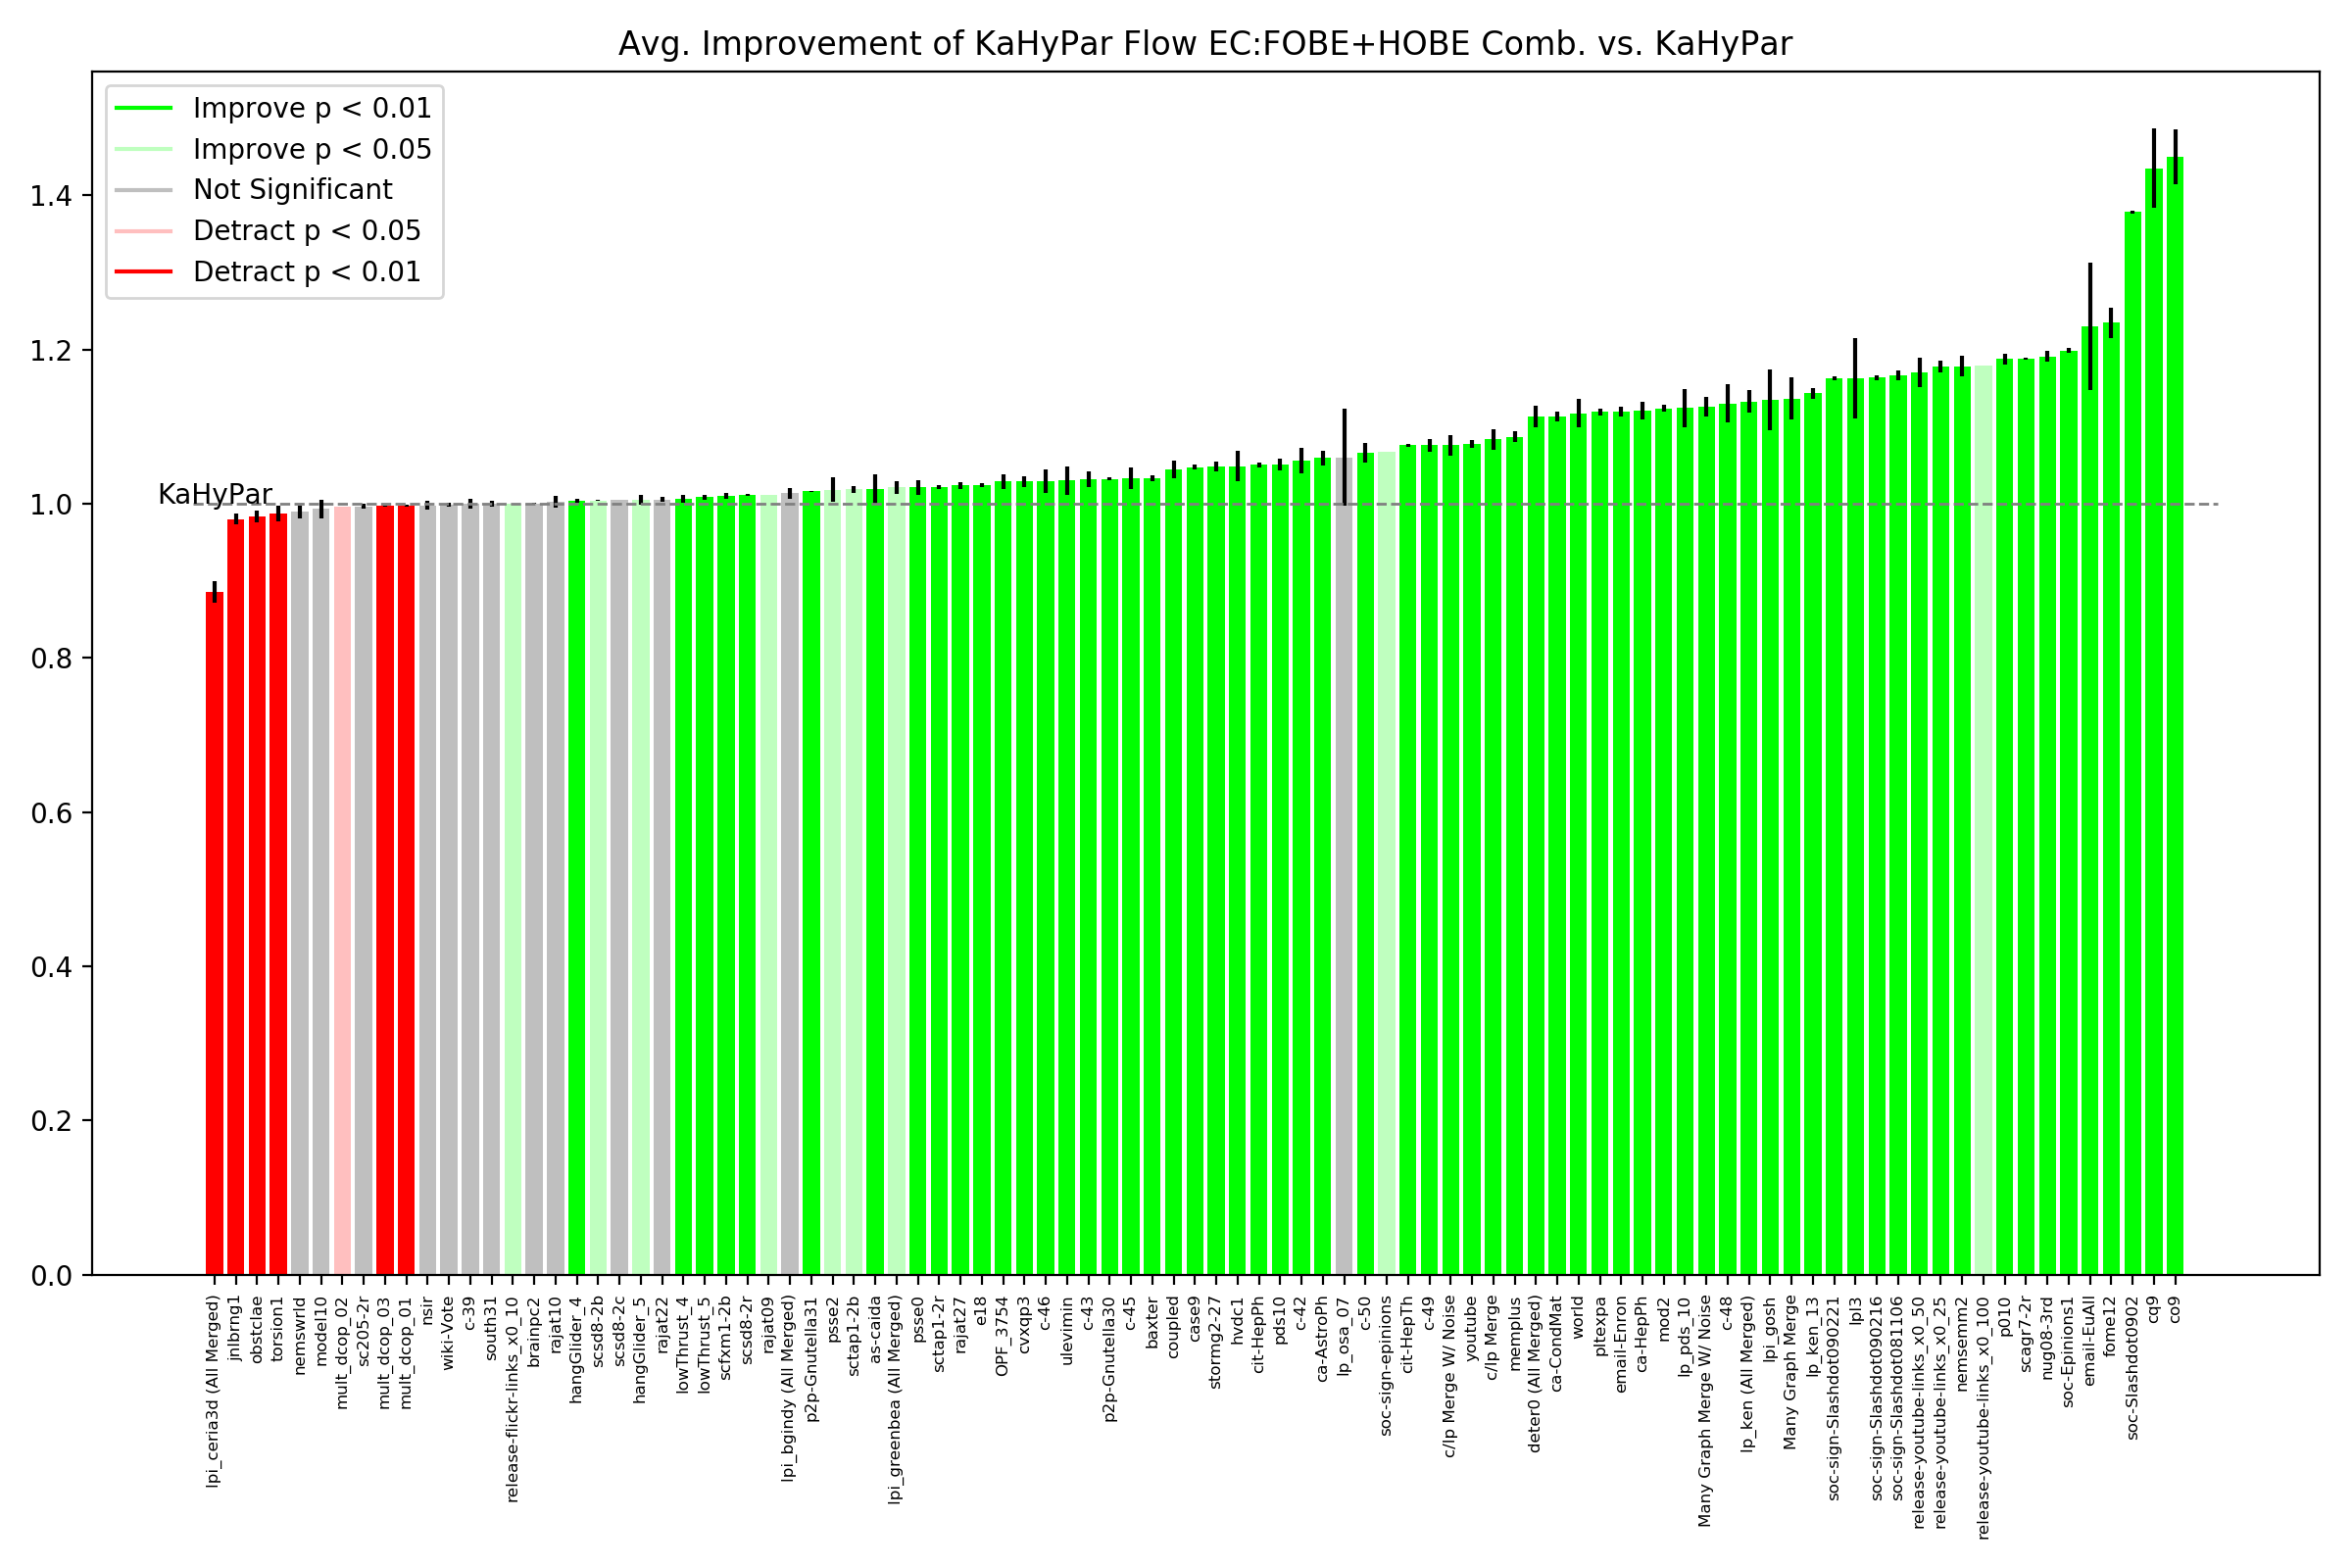 Avg. Improvement of KaHyPar Flow EC:FOBE+HOBE Comb. vs. KaHyPar
Improve p < 0.01
Improve p < 0.05
Not Significant
Detract p < 0.05
Detract p < 0.01
1.4
1.2
1.0
0.8
0.6
0.4
0.2
0.0
KaHyPar
lpi_ceria3d (All Merged)
jnlbrng1
obstclae
torsion1
nemswrld
model10
mult_dcop_02
sc205-2r
mult_dcop_03
mult_dcop_01
nsir
wiki-Vote
c-39
south31
release-flickr-links_x0_10
brainpc2
rajat10
hangGlider_4
scsd8-2b
scsd8-2c
hangGlider_5
rajat22
lowThrust_4
lowThrust_5
scfxm1-2b
scsd8-2r
rajat09
lpi_bgindy (All Merged)
p2p-Gnutella31
psse2
sctap1-2b
as-caida
lpi_greenbea (All Merged)
psse0
sctap1-2r
rajat27
e18
OPF_3754
cvxqp3
c-46
ulevimin
c-43
p2p-Gnutella30
c-45
baxter
coupled
case9
stormg2-27
hvdc1
cit-HepPh
pds10
c-42
ca-AstroPh
lp_osa_07
c-50
soc-sign-epinions
cit-HepTh
c-49
c/lp Merge W/ Noise
youtube
c/lp Merge
memplus
deter0 (All Merged)
ca-CondMat
world
pltexpa
email-Enron
ca-HepPh
mod2
lp_pds_10
Many Graph Merge W/ Noise
c-48
lp_ken (All Merged)
lpi_gosh
Many Graph Merge
lp_ken_13
soc-sign-Slashdot090221
lpl3
soc-sign-Slashdot090216
soc-sign-Slashdot081106
release-youtube-links_x0_50
release-youtube-links_x0_25
nemsemm2
release-youtube-links_x0_100
p010
scagr7-2r
nug08-3rd
soc-Epinions1
email-EuAll
fome12
soc-Slashdot0902
cq9
co9